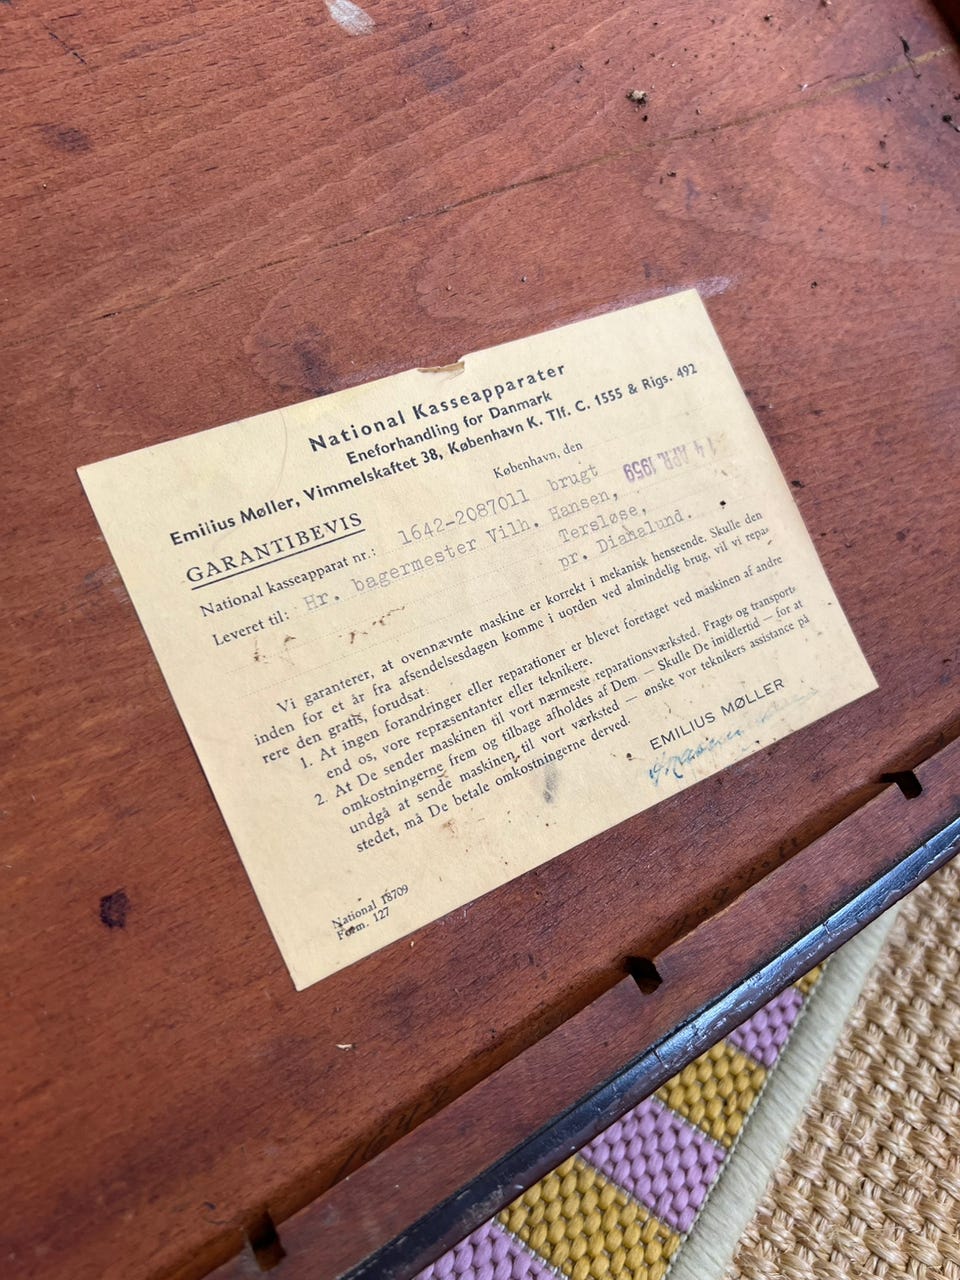 National Kasseapparater
Eneforhandling for Danmark
Emilius Møller, Vimmelskaftet 38, København K. Tlf. C. 1555 & Rigs. 492
København, den 14 APR. 1959
GARANTIBEVIS
National kasseapparat nr.: 1642-2087011 brugt
Leveret til: Hr. bagermester Vilh. Hansen,
Tersløse,
pr. Dianalund.
Vi garanterer, at ovennævnte maskine er korrekt i mekanisk henseende. Skulle den
inden for et år fra afsendelsesdagen komme i uorden ved almindelig brug, vil vi repa-
rere den gratis, forudsat:
1. At ingen forandringer eller reparationer er blevet foretaget ved maskinen af andre
end os, vore repræsentanter eller teknikere.
2. At De sender maskinen til vort nærmeste reparationsværksted. Fragt- og transport-
omkostningerne frem og tilbage afholdes af Dem. — Skulle De imidlertid — for at
undgå at sende maskinen til vort værksted — ønske vor teknikers assistance på
stedet, må De betale omkostningerne derved.
EMILIUS MØLLER
National 18709
Form. 127